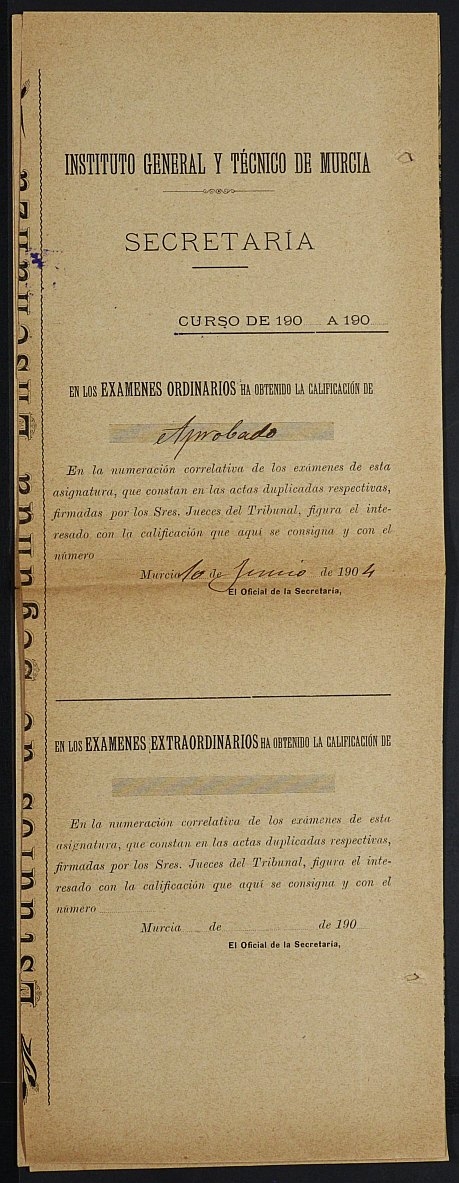 INSTITUTO GENERAL Y TÉCNICO DE MURCIA
SECRETARÍA
CURSO DE 190 A 190
EN LOS EXAMENES ORDINARIOS HA OBTENIDO LA CALIFICACIÓN DE
Aprobado
En la numeración correlativa de los exámenes de esta
asignatura, que constan en las actas duplicadas respectivas,
firmadas por los Sres. Jueces del Tribunal, figura el inte-
resado con la calificación que aquí se consigna y con el
número
Murcia 10 de Junio de 1904
El Oficial de la Secretaría,
EN LOS EXAMENES EXTRAORDINARIOS HA OBTENIDO LA CALIFICACIÓN DE
En la numeración correlativa de los exámenes de esta
asignatura, que constan en las actas duplicadas respectivas,
firmadas por los Sres. Jueces del Tribunal, figura el inte-
resado con la calificación que aquí se consigna y con el
número
Murcia de de 190
El Oficial de la Secretaría,
Estudios de Segunda Enseñanza